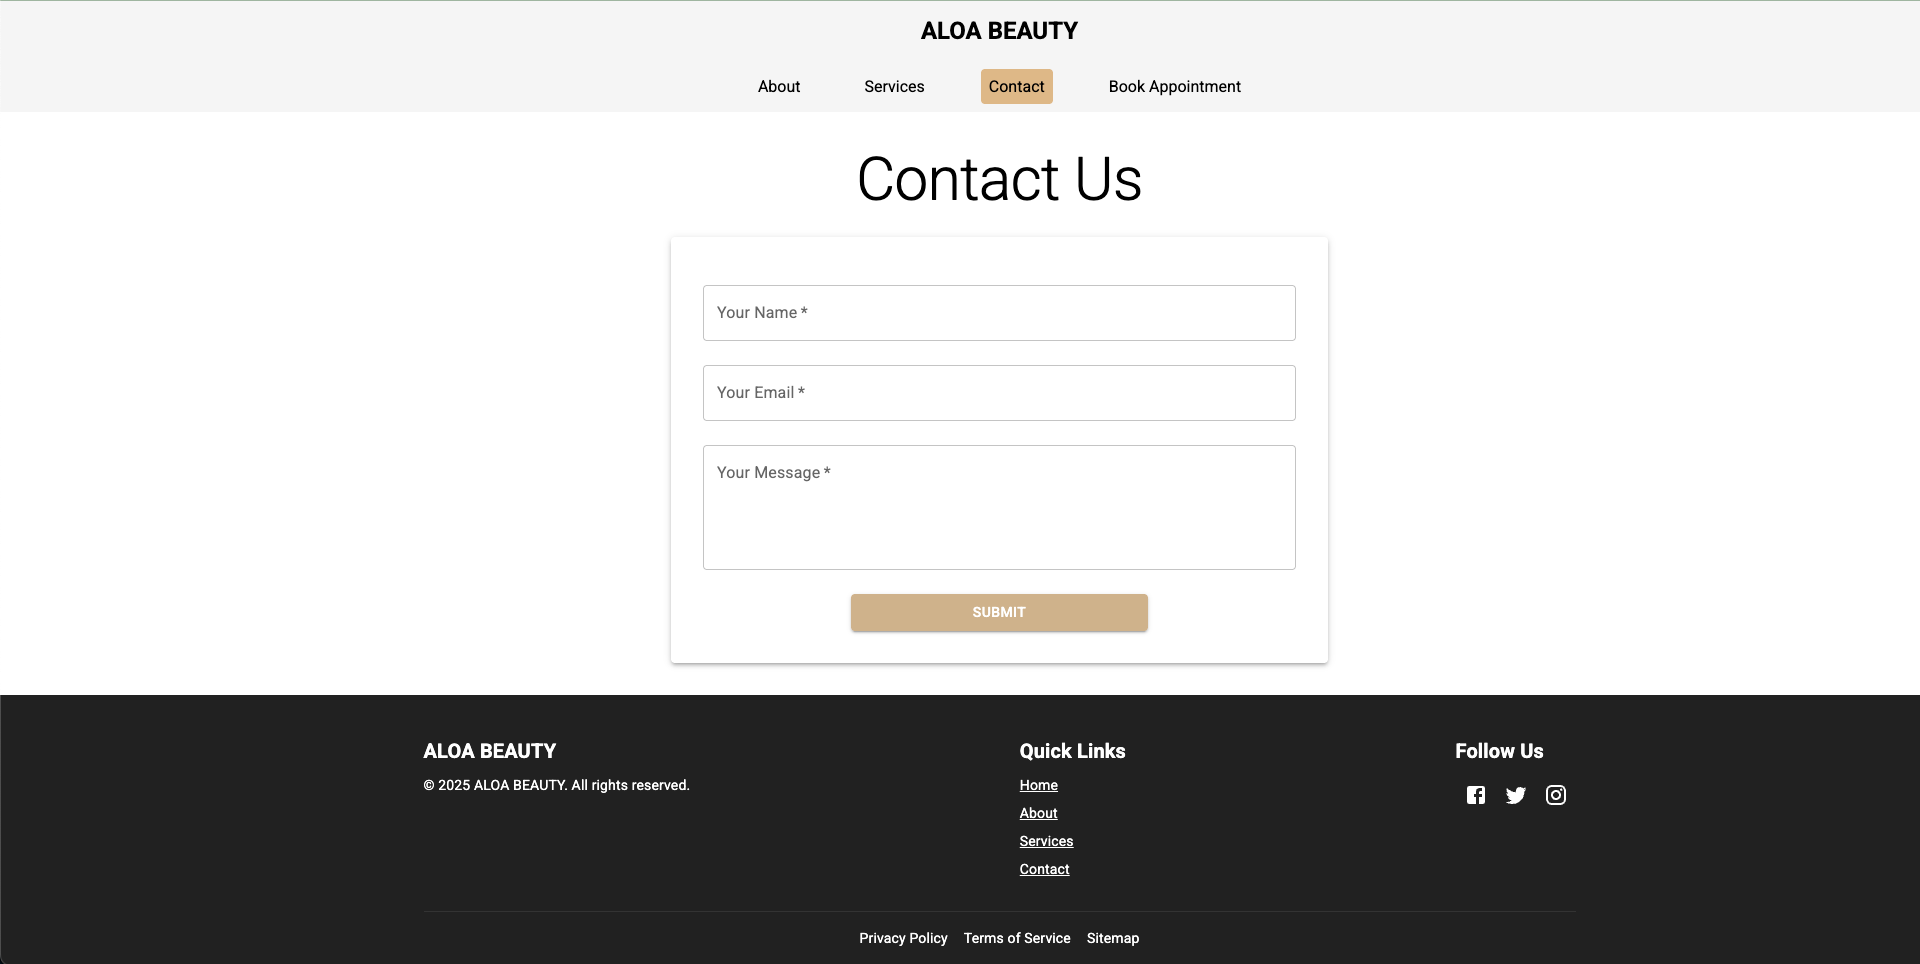 ALOA BEAUTY
About Services Contact Book Appointment
Contact Us
Your Name *
Your Email *
Your Message *
SUBMIT
ALOA BEAUTY
© 2025 ALOA BEAUTY. All rights reserved.
Quick Links
Home
About
Services
Contact
Follow Us
Privacy Policy Terms of Service Sitemap